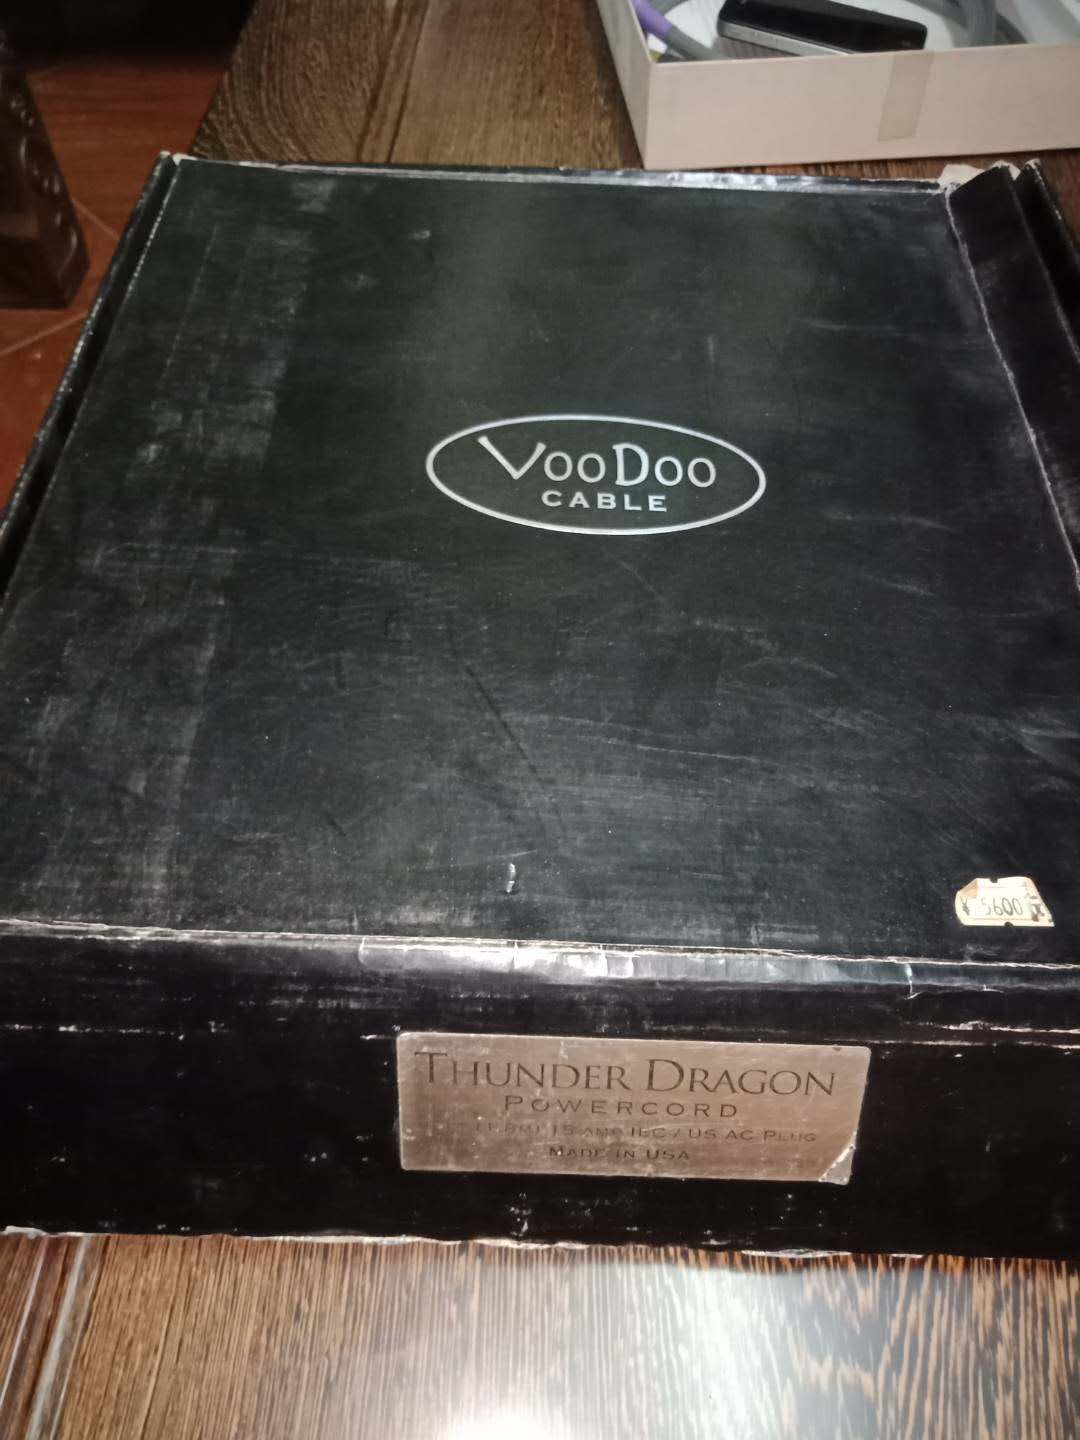 VOODOO
CABLE
¥ 5600
THUNDER DRAGON
POWERCORD
15 AMP IEC / US AC PLUG
MADE IN USA